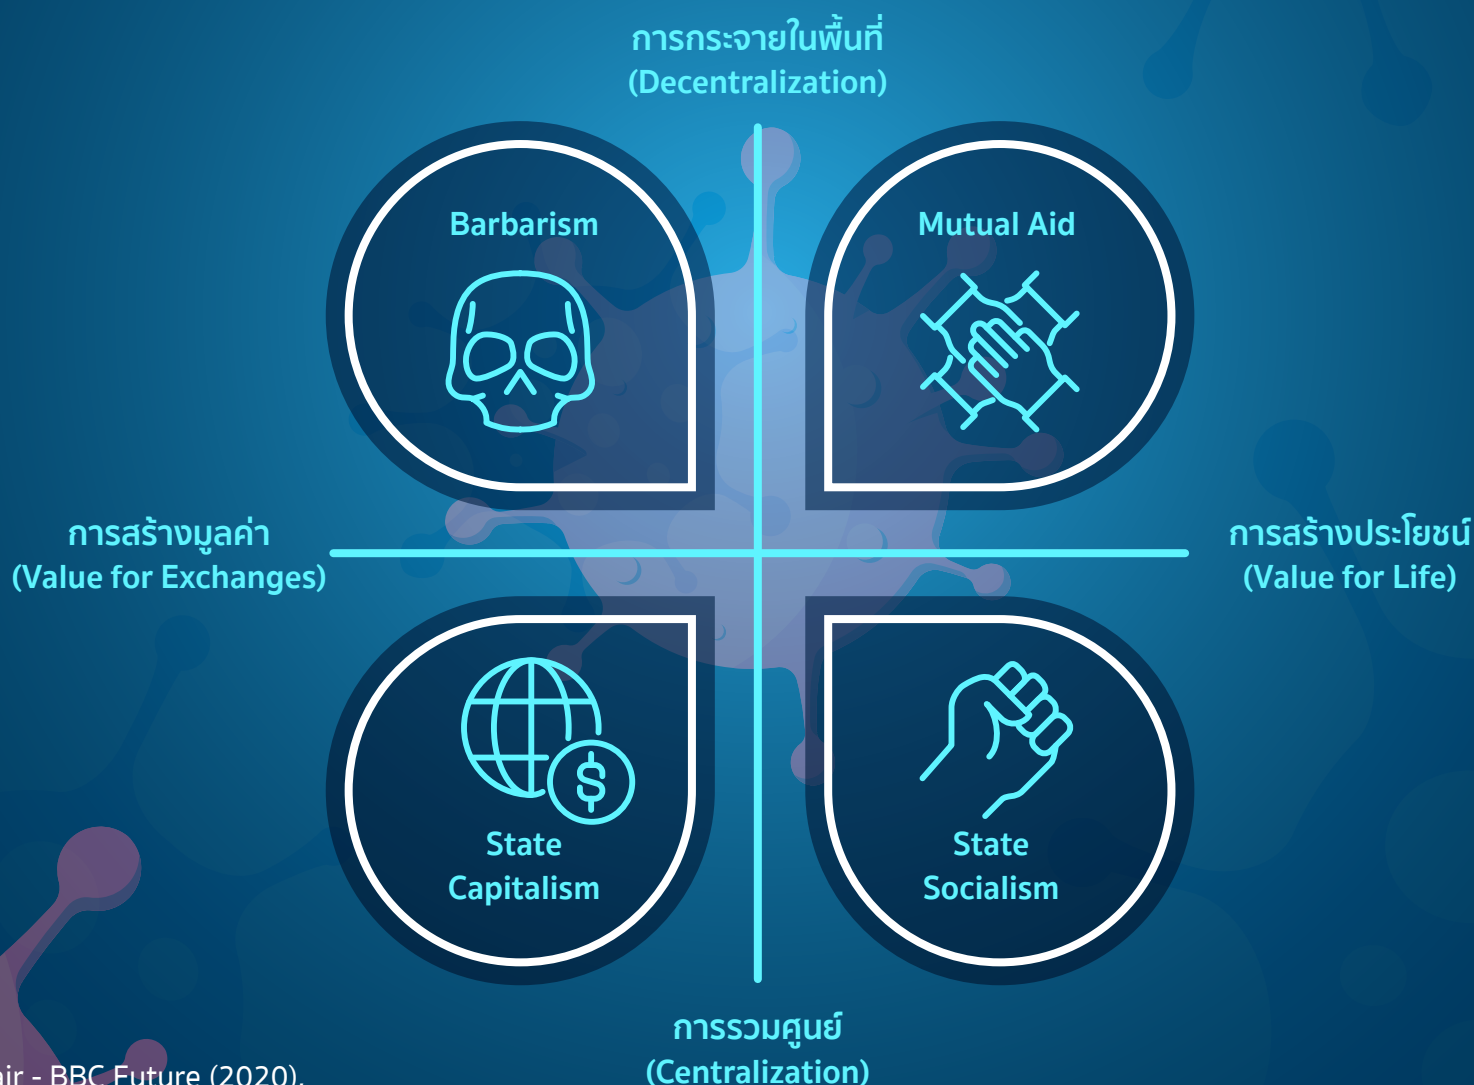 การกระจายในพื้นที่
(Decentralization)
Barbarism
Mutual Aid
การสร้างมูลค่า
(Value for Exchanges)
การสร้างประโยชน์
(Value for Life)
$
State
Capitalism
State
Socialism
การรวมศูนย์
(Centralization)
air - BBC Future (2020).